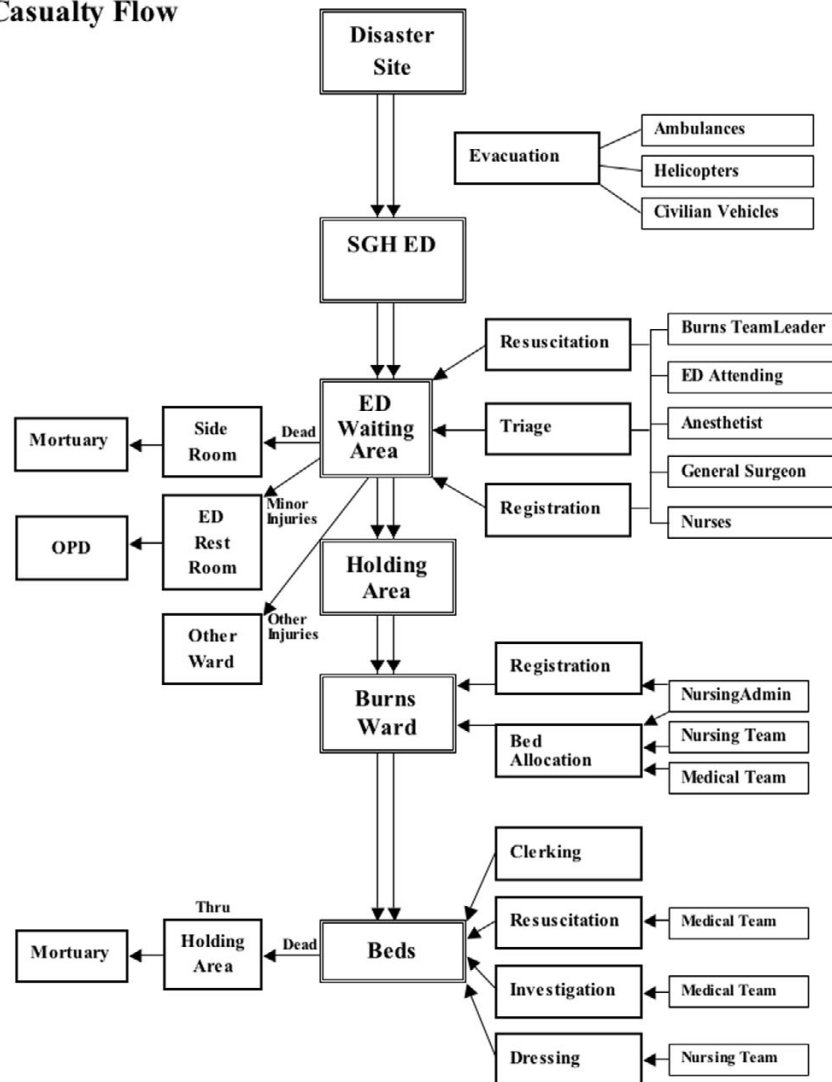 Casualty Flow
Disaster
Site
Evacuation
Ambulances
Helicopters
Civilian Vehicles
SGH ED
Resuscitation
Triage
Registration
Burns TeamLeader
ED Attending
Anesthetist
General Surgeon
Nurses
ED
Waiting
Area
Dead
Side
Room
Mortuary
Minor
Injuries
ED
Rest
Room
OPD
Other
Injuries
Other
Ward
Holding
Area
Burns
Ward
Registration
Bed
Allocation
NursingAdmin
Nursing Team
Medical Team
Clerking
Resuscitation
Medical Team
Investigation
Medical Team
Dressing
Nursing Team
Beds
Dead
Thru
Holding
Area
Mortuary